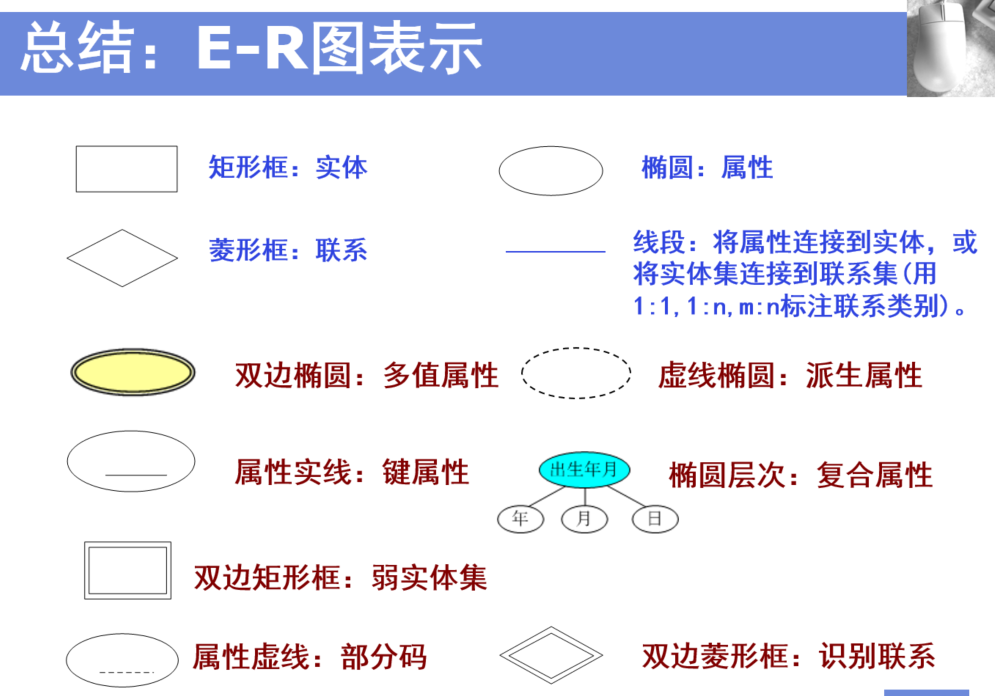 总结：E-R图表示
矩形框：实体
椭圆：属性
菱形框：联系
线段：将属性连接到实体，或
将实体集连接到联系集(用
1:1,1:n,m:n标注联系类别)。
双边椭圆：多值属性
虚线椭圆：派生属性
属性实线：键属性
出生年月
年
月
日
椭圆层次：复合属性
双边矩形框：弱实体集
属性虚线：部分码
双边菱形框：识别联系